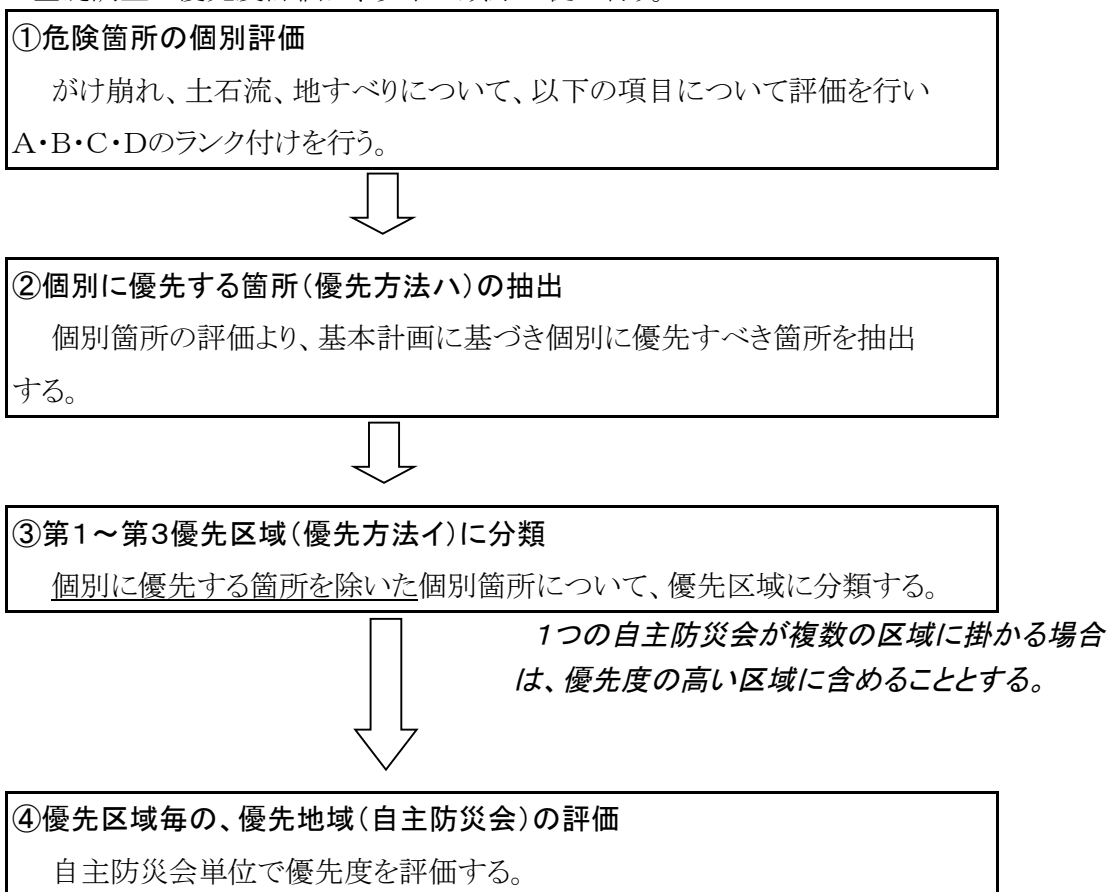 ①危険箇所の個別評価
がけ崩れ、土石流、地すべりについて、以下の項目について評価を行い
A・B・C・Dのランク付けを行う。
②個別に優先する箇所(優先方法ハ)の抽出
個別箇所の評価より、基本計画に基づき個別に優先すべき箇所を抽出
する。
③第1～第3優先区域(優先方法イ)に分類
個別に優先する箇所を除いた個別箇所について、優先区域に分類する。
1つの自主防災会が複数の区域に掛かる場合
は、優先度の高い区域に含めることとする。
④優先区域毎の、優先地域(自主防災会)の評価
自主防災会単位で優先度を評価する。